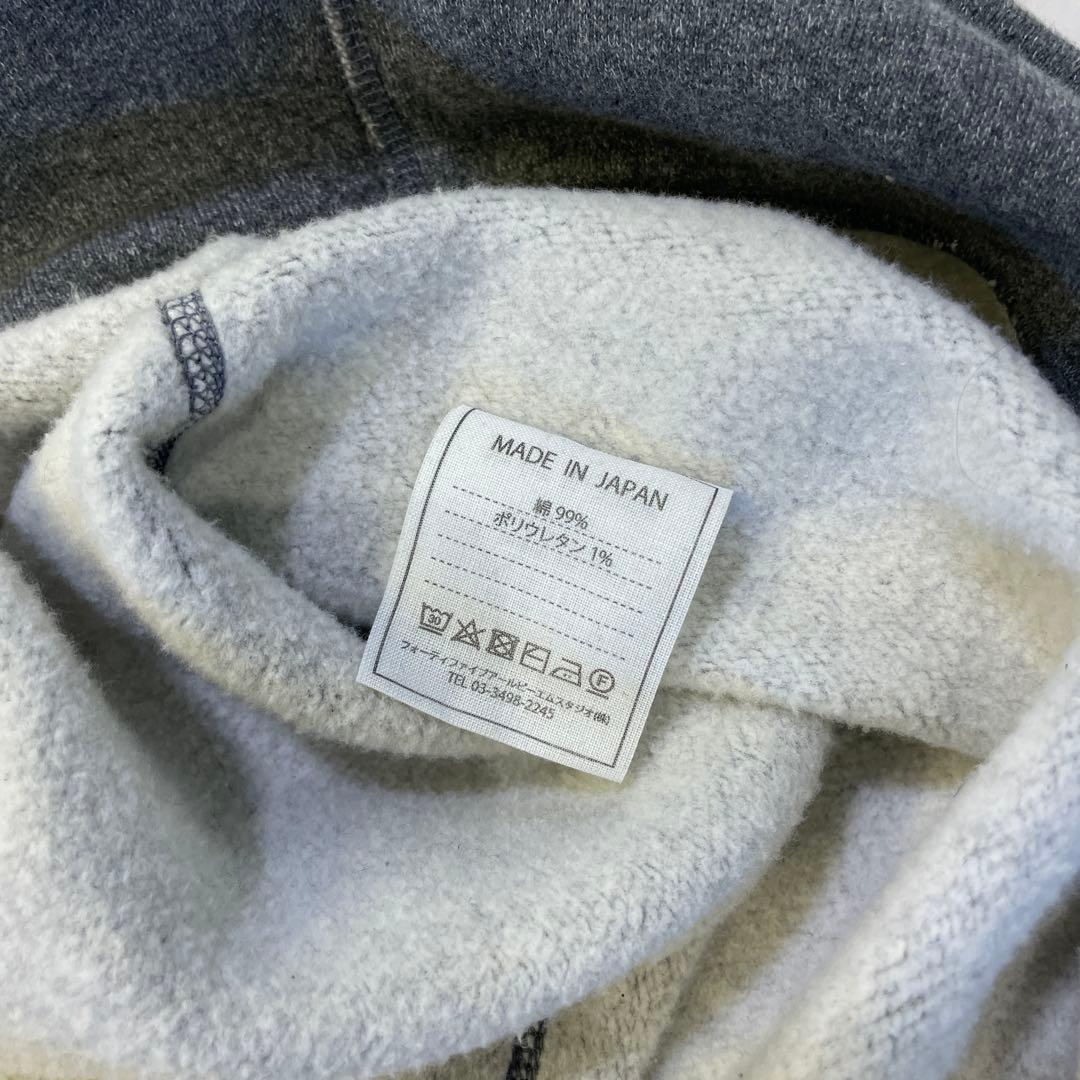 MADE IN JAPAN
綿 99%
ポリウレタン 1%
30
F
フォーティファイブアールピーエムスタジオ(株)
TEL 03-3498-2245